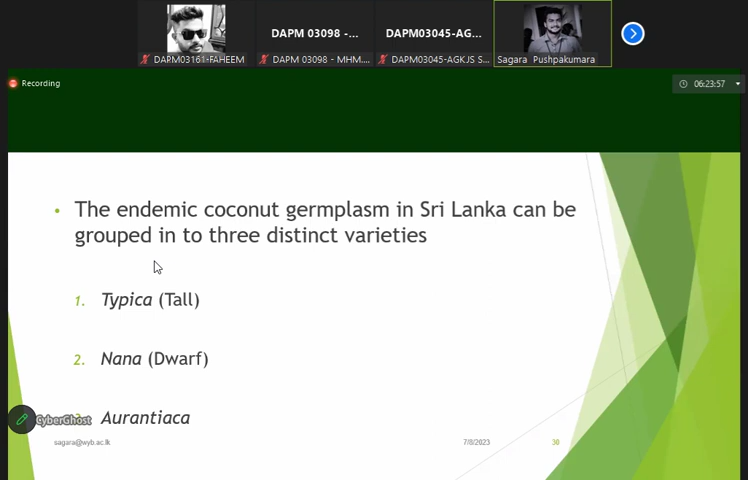 DAPM 03098 -...
DAPM03045-AG...
DAPM03161-FAHEEM
DAPM 03098 - MHM....
DAPM03045-AGKJS S...
Sagara Pushpakumara
Recording
06:23:57
• The endemic coconut germplasm in Sri Lanka can be
grouped in to three distinct varieties
1. Typica (Tall)
2. Nana (Dwarf)
3. Aurantiaca
CyberGhost
sagara@wyb.ac.lk
7/8/2023
30